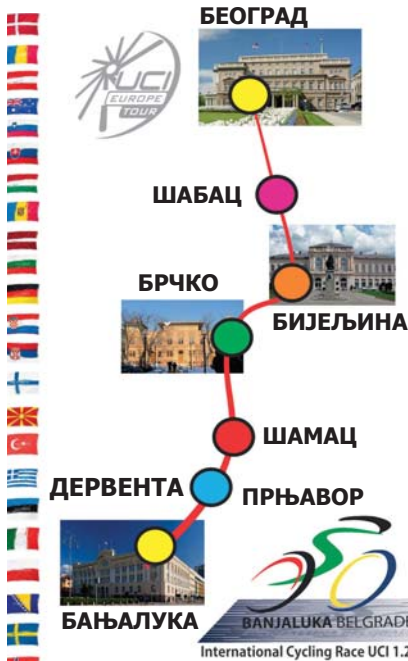 БЕОГРАД
UCI
EUROPE
TOUR
ШАБАЦ
БРЧКО
БИЈЕЉИНА
ШАМАЦ
ДЕРВЕНТА
ПРЊАВОР
БАЊАЛУКА
BANJALUKA BELGRADE
International Cycling Race UCI 1.2